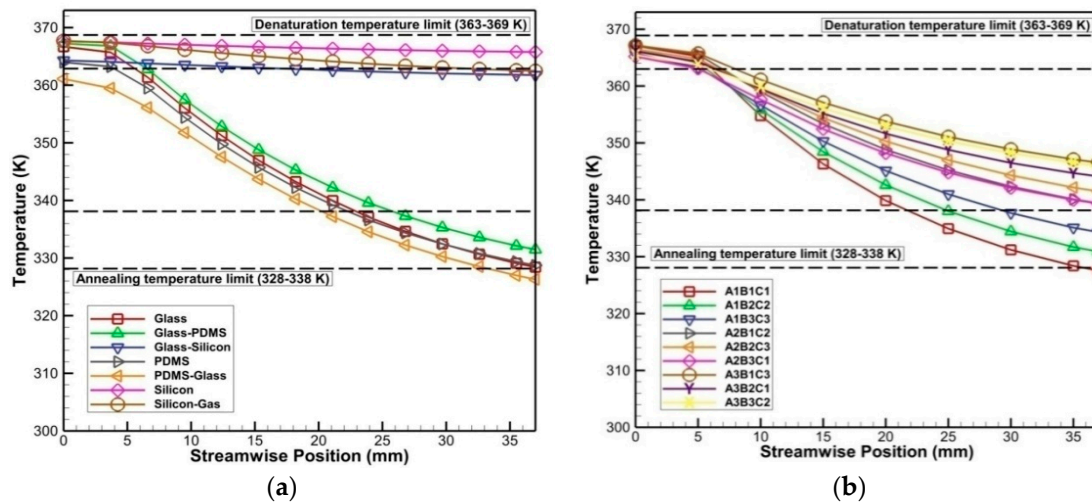 Denaturation temperature limit (363-369 K)
370
360
350
340
330
320
310
300
Temperature (K)
Annealing temperature limit (328-338 K)
Glass
Glass-PDMS
Glass-Silicon
PDMS
PDMS-Glass
Silicon
Silicon-Gas
0 5 10 15 20 25 30 35
Streamwise Position (mm)
(a)
Denaturation temperature limit (363-369 K)
370
360
350
340
330
320
310
300
Temperature (K)
Annealing temperature limit (328-338 K)
A1B1C1
A1B2C2
A1B3C3
A2B1C2
A2B2C3
A2B3C1
A3B1C3
A3B2C1
A3B3C2
0 5 10 15 20 25 30 35
Streamwise Position (mm)
(b)